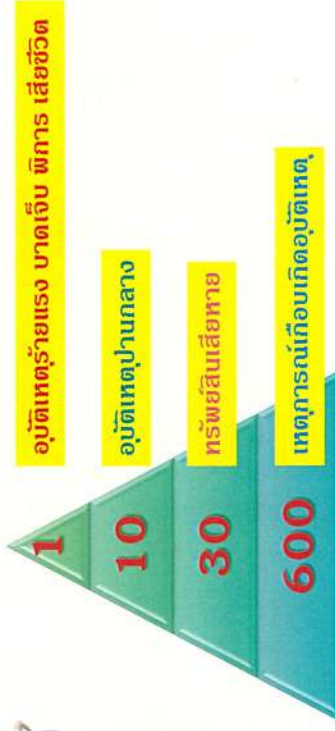 1 อุบัติเหตุร้ายแรง บาดเจ็บ พิการ เสียชีวิต
10 อุบัติเหตุปานกลาง
30 ทรัพย์สินเสียหาย
600 เหตุการณ์เกือบเกิดอุบัติเหตุ